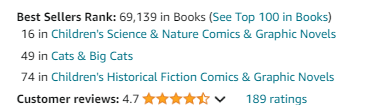 Best Sellers Rank: 69,139 in Books (See Top 100 in Books)
16 in Children's Science & Nature Comics & Graphic Novels
49 in Cats & Big Cats
74 in Children's Historical Fiction Comics & Graphic Novels
Customer reviews: 4.7 189 ratings